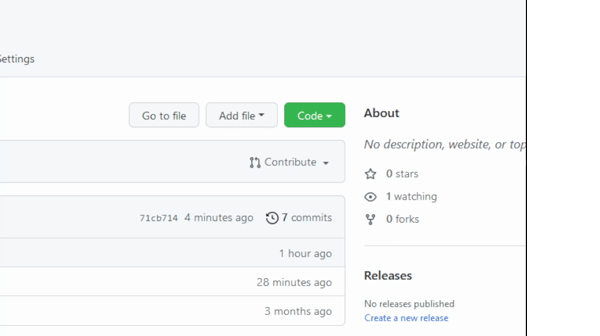 Settings
Go to file Add file Code
Contribute
71cb714 4 minutes ago 7 commits
1 hour ago
28 minutes ago
3 months ago
About
No description, website, or top
0 stars
1 watching
0 forks
Releases
No releases published
Create a new release